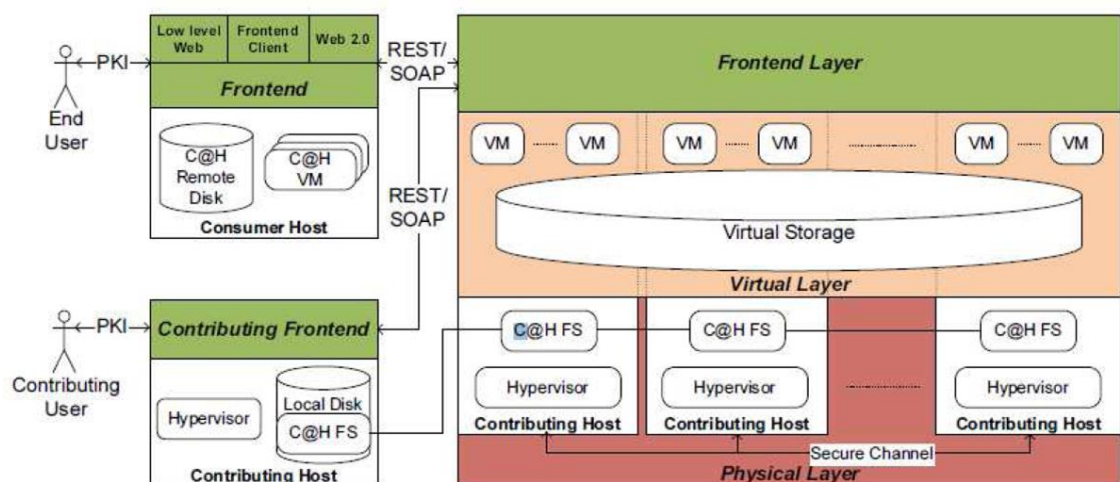 Low level
Web
Frontend
Client
Web 2.0
PKI
REST/
SOAP
Frontend
Frontend Layer
End
User
C@H
Remote
Disk
C@H
VM
Consumer Host
VM
VM
VM
VM
VM
VM
REST/
SOAP
Virtual Storage
Virtual Layer
PKI
Contributing Frontend
Contributing
User
C@H FS
C@H FS
C@H FS
Hypervisor
Local Disk
C@H FS
Hypervisor
Hypervisor
Hypervisor
Contributing Host
Contributing Host
Contributing Host
Secure Channel
Contributing Host
Physical Layer